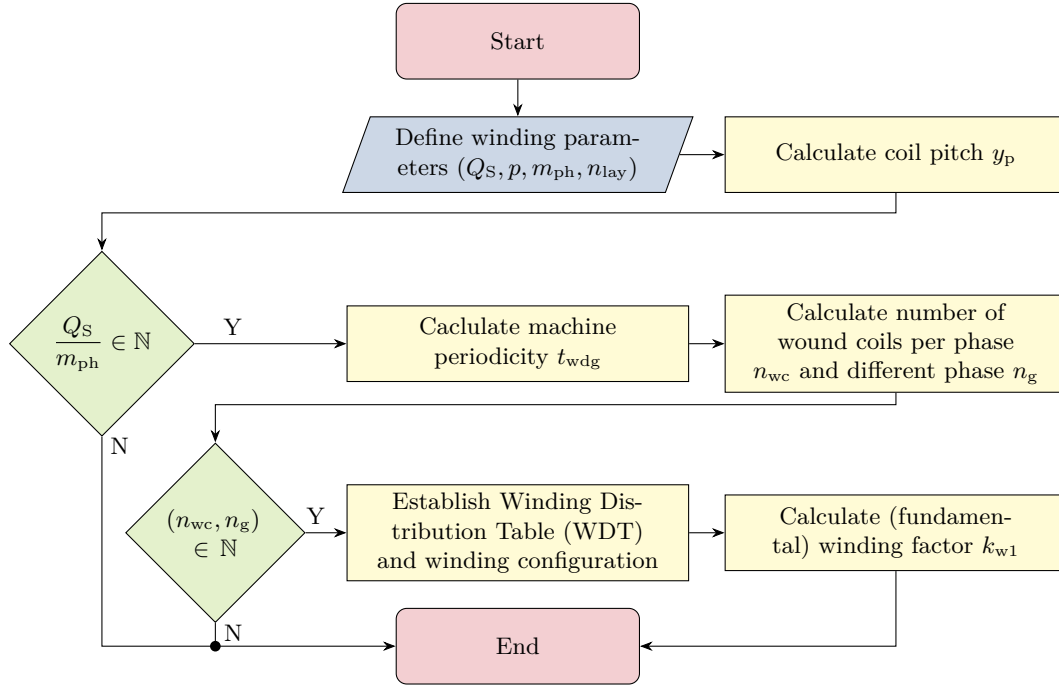 Start
Define winding param-
eters (Q_S, p, m_ph, n_lay)
Calculate coil pitch y_p
Q_S
m_ph ∈ ℕ
Y
Caclulate machine
periodicity t_wdg
Calculate number of
wound coils per phase
n_wc and different phase n_g
N
(n_wc, n_g)
∈ ℕ
Y
Establish Winding Dis-
tribution Table (WDT)
and winding configuration
Calculate (fundamen-
tal) winding factor k_w1
N
End